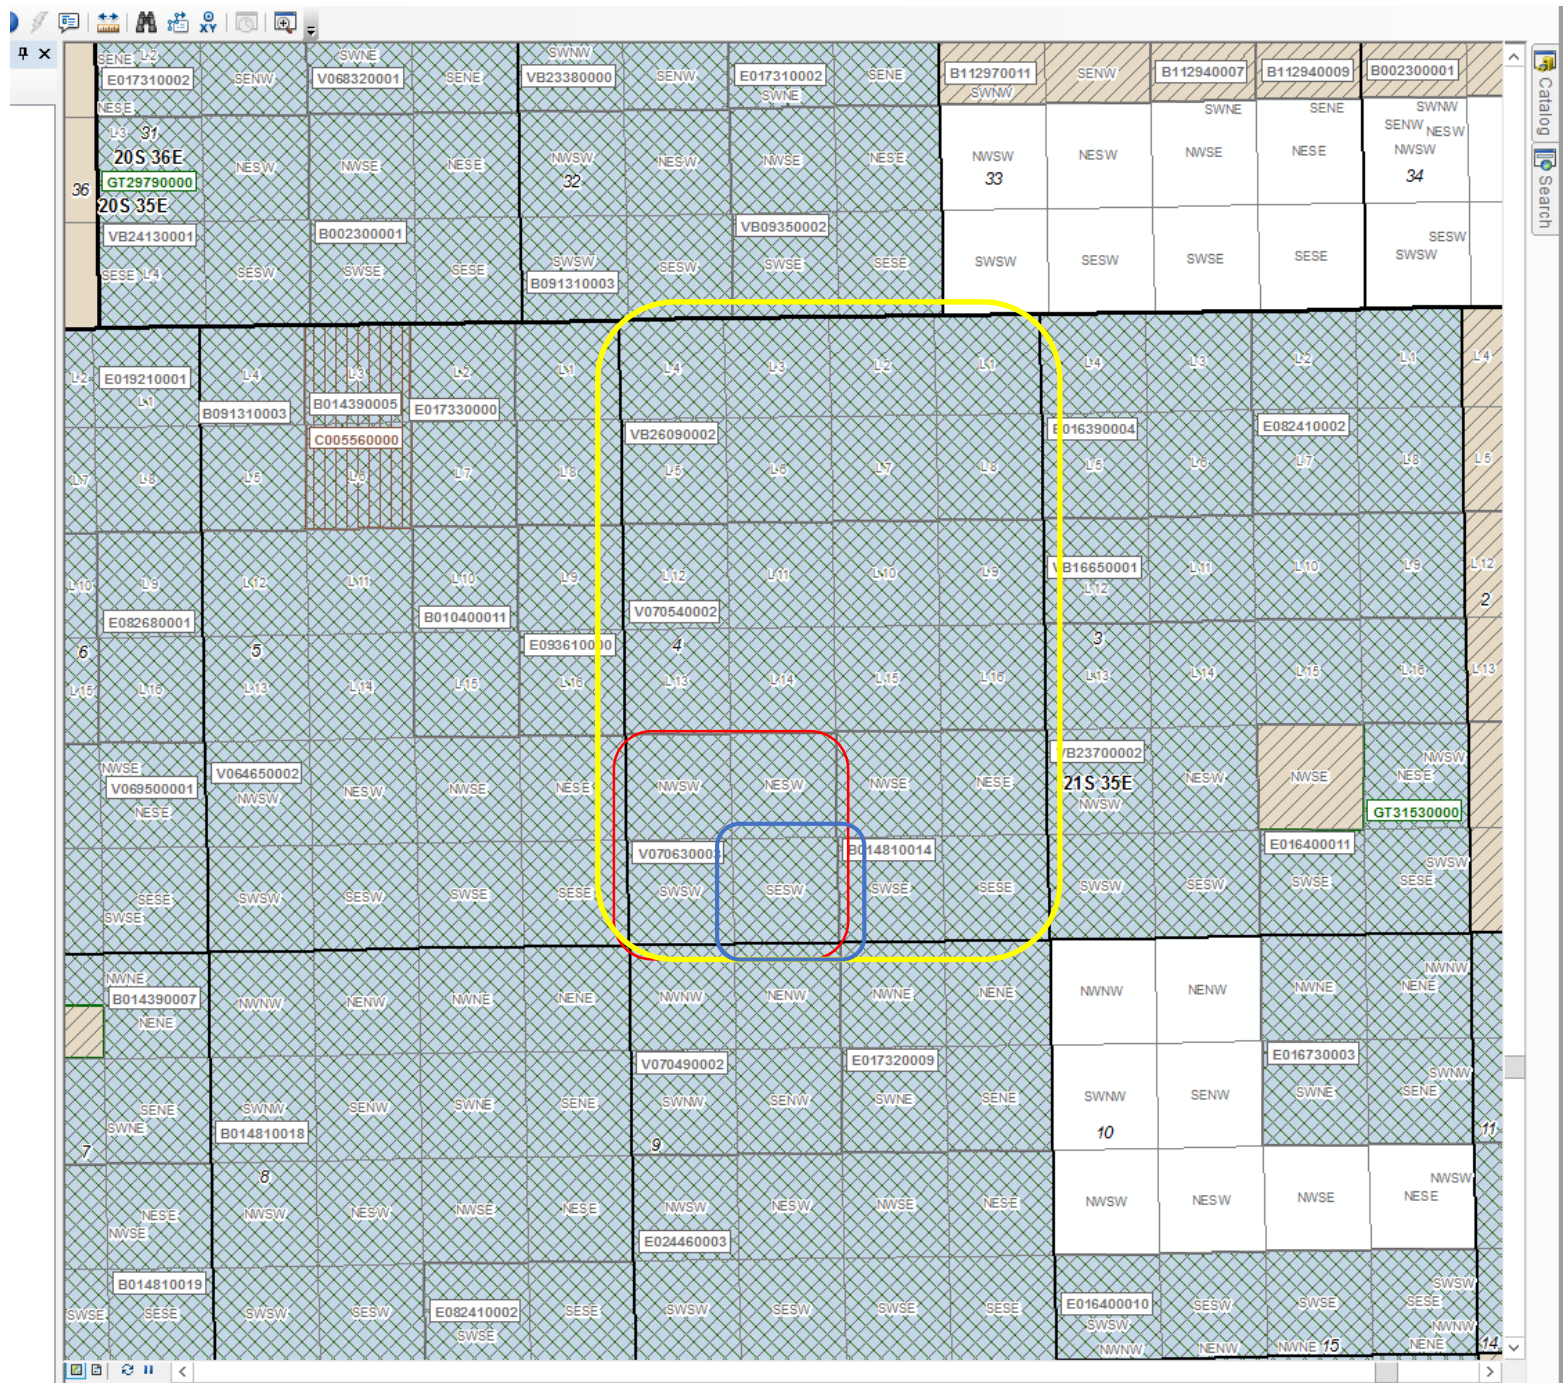 SENE L2 SWNE SWNW
E017310002 SENW V068320001 SENE VB23380000 SENW E017310002 SENE B112970011 SENW B112940007 B112940009 B002300001
SWNE SWNW
NESE SWNE SENE SWNW
L3 31 SENW NESW
20S 36E NESW NWSE NESE NWSW NESW NWSE NESE NWSW NESW NWSE NESE NWSW
36 GT29790000 32 33 34
20S 35E
VB24130001 B002300001 VB09350002 SESW
SESE L4 SESW SWSE SESE SWSW SESW SWSE SESE SWSW SESW SWSE SESE SWSW
B091310003
L2 E019210001 L4 L3 L2 L1 L4 L3 L2 L1 L4 L3 L2 L1 L4
L1 B091310003 B014390005 E017330000
C005560000 VB26090002 E016390004 E082410002
L7 L8 L5 L6 L7 L8 L5 L6 L7 L8 L5 L6 L7 L8 L5
L10 L9 L12 L11 L10 L9 L12 L11 L10 L9 VB16650001 L11 L10 L9 L12
L12
E082680001 B010400011 V070540002 2
6 5 E093610000 4 3
L15 L16 L13 L14 L15 L16 L13 L14 L15 L16 L13 L14 L15 L16 L13
NWSE V064650002 VB23700002 NWSW
V069500001 NWSW NESW NWSE NESE NWSW NESW NWSE NESE 21S 35E NESW NWSE NESE
NESE NWSW GT31530000
V07063000 B014810014 E016400011
SESE SWSW SESW SWSE SESE SWSW SESW SWSE SESE SWSW SESW SWSE SWSW
SWSE SESE
NWNE NWNW
B014390007 NWNW NENW NWNE NENE NWNW NENW NWNE NENE NWNW NENW NWNE NENE
NENE
V070490002 E017320009 E016730003
SENE SWNW SENW SWNE SENE SWNW SENW SWNE SENE SWNW SENW SWNE SWNW
SWNE B014810018 SENE
7 8 9 10 11
NESE NWSW NESW NWSE NESE NWSW NESW NWSE NESE NWSW NESW NWSE NWSW
NWSE E024460003 NESE
B014810019 SWSW
SWSE SESE SWSW SESW E082410002 SESE SWSW SESW SWSE SESE E016400010 SESW SWSE SESE
SWSE SWSW NWNW
NWNW NENW NWNE 15 NENE 14
Catalog
Search
XY